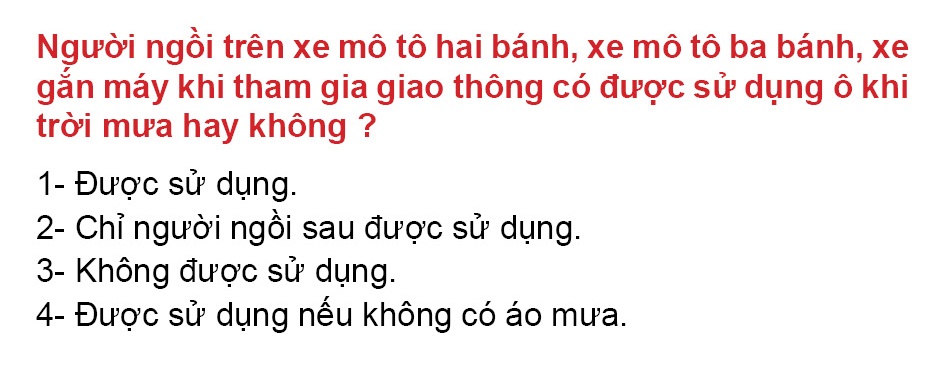 Người ngồi trên xe mô tô hai bánh, xe mô tô ba bánh, xe
gắn máy khi tham gia giao thông có được sử dụng ô khi
trời mưa hay không ?
1- Được sử dụng.
2- Chỉ người ngồi sau được sử dụng.
3- Không được sử dụng.
4- Được sử dụng nếu không có áo mưa.